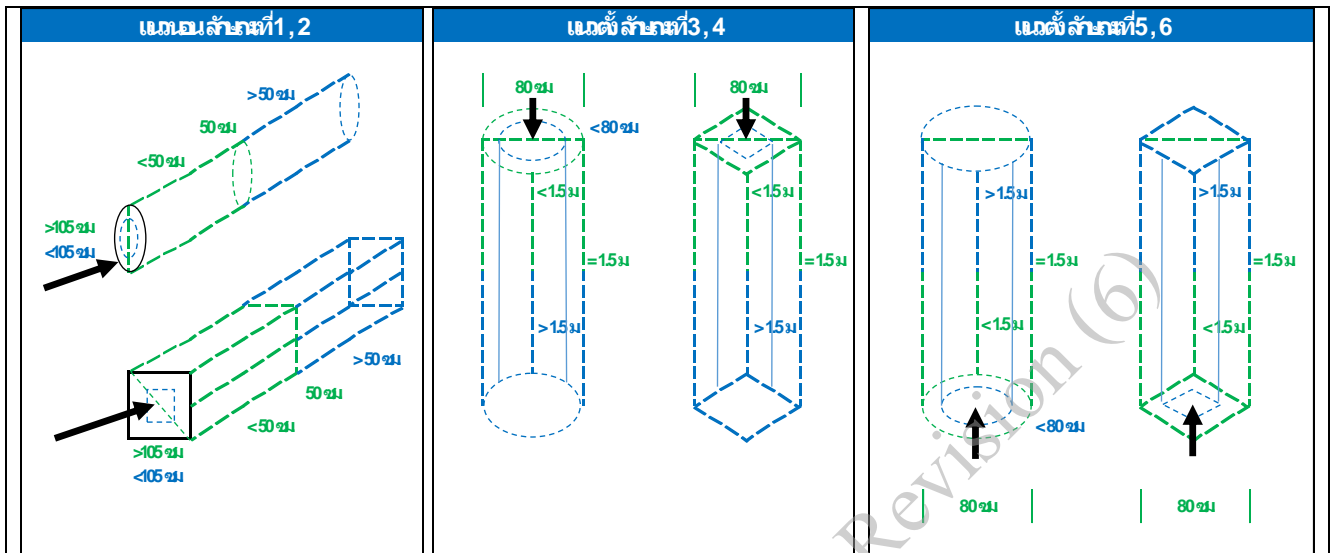 แนวนอน ลักษณะที่1,2
>50ซม
50ซม
<50ซม
>105ซม
<105ซม
>50ซม
50ซม
<50ซม
>105ซม
<105ซม
แนวตั้ง ลักษณะที่3,4
80ซม
80ซม
<80ซม
<1.5ม
<1.5ม
=1.5ม
=1.5ม
>1.5ม
>1.5ม
แนวตั้ง ลักษณะที่5,6
>1.5ม
>1.5ม
=1.5ม
=1.5ม
<1.5ม
<1.5ม
<80ซม
80ซม
80ซม
Revision (6)